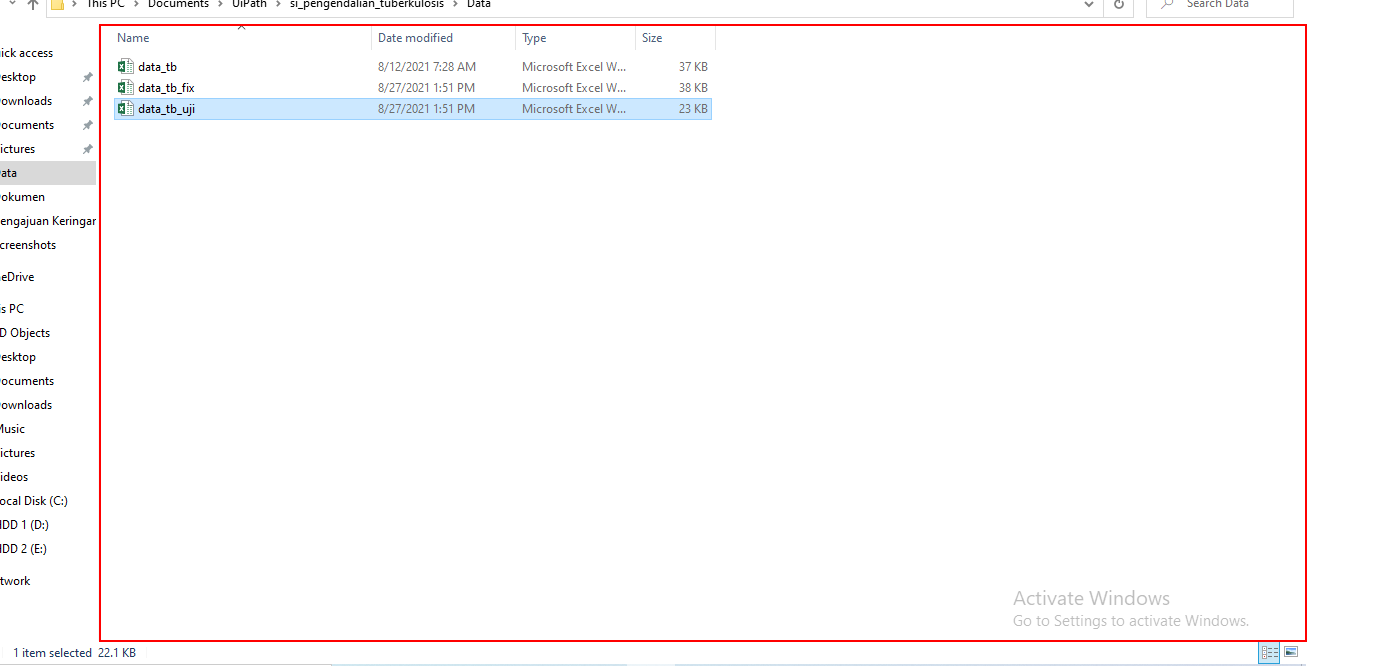 This PC > Documents > UiPath > si_pengendalian_tuberkulosis > Data
Search Data
Name Date modified Type Size
data_tb 8/12/2021 7:28 AM Microsoft Excel W... 37 KB
data_tb_fix 8/27/2021 1:51 PM Microsoft Excel W... 38 KB
data_tb_uji 8/27/2021 1:51 PM Microsoft Excel W... 23 KB
ick access
esktop
ownloads
ocuments
ictures
ata
okumen
engajuan Keringar
creenshots
eDrive
is PC
D Objects
esktop
ocuments
ownloads
Music
ictures
ideos
ocal Disk (C:)
HDD 1 (D:)
HDD 2 (E:)
twork
Activate Windows
Go to Settings to activate Windows.
1 item selected 22.1 KB